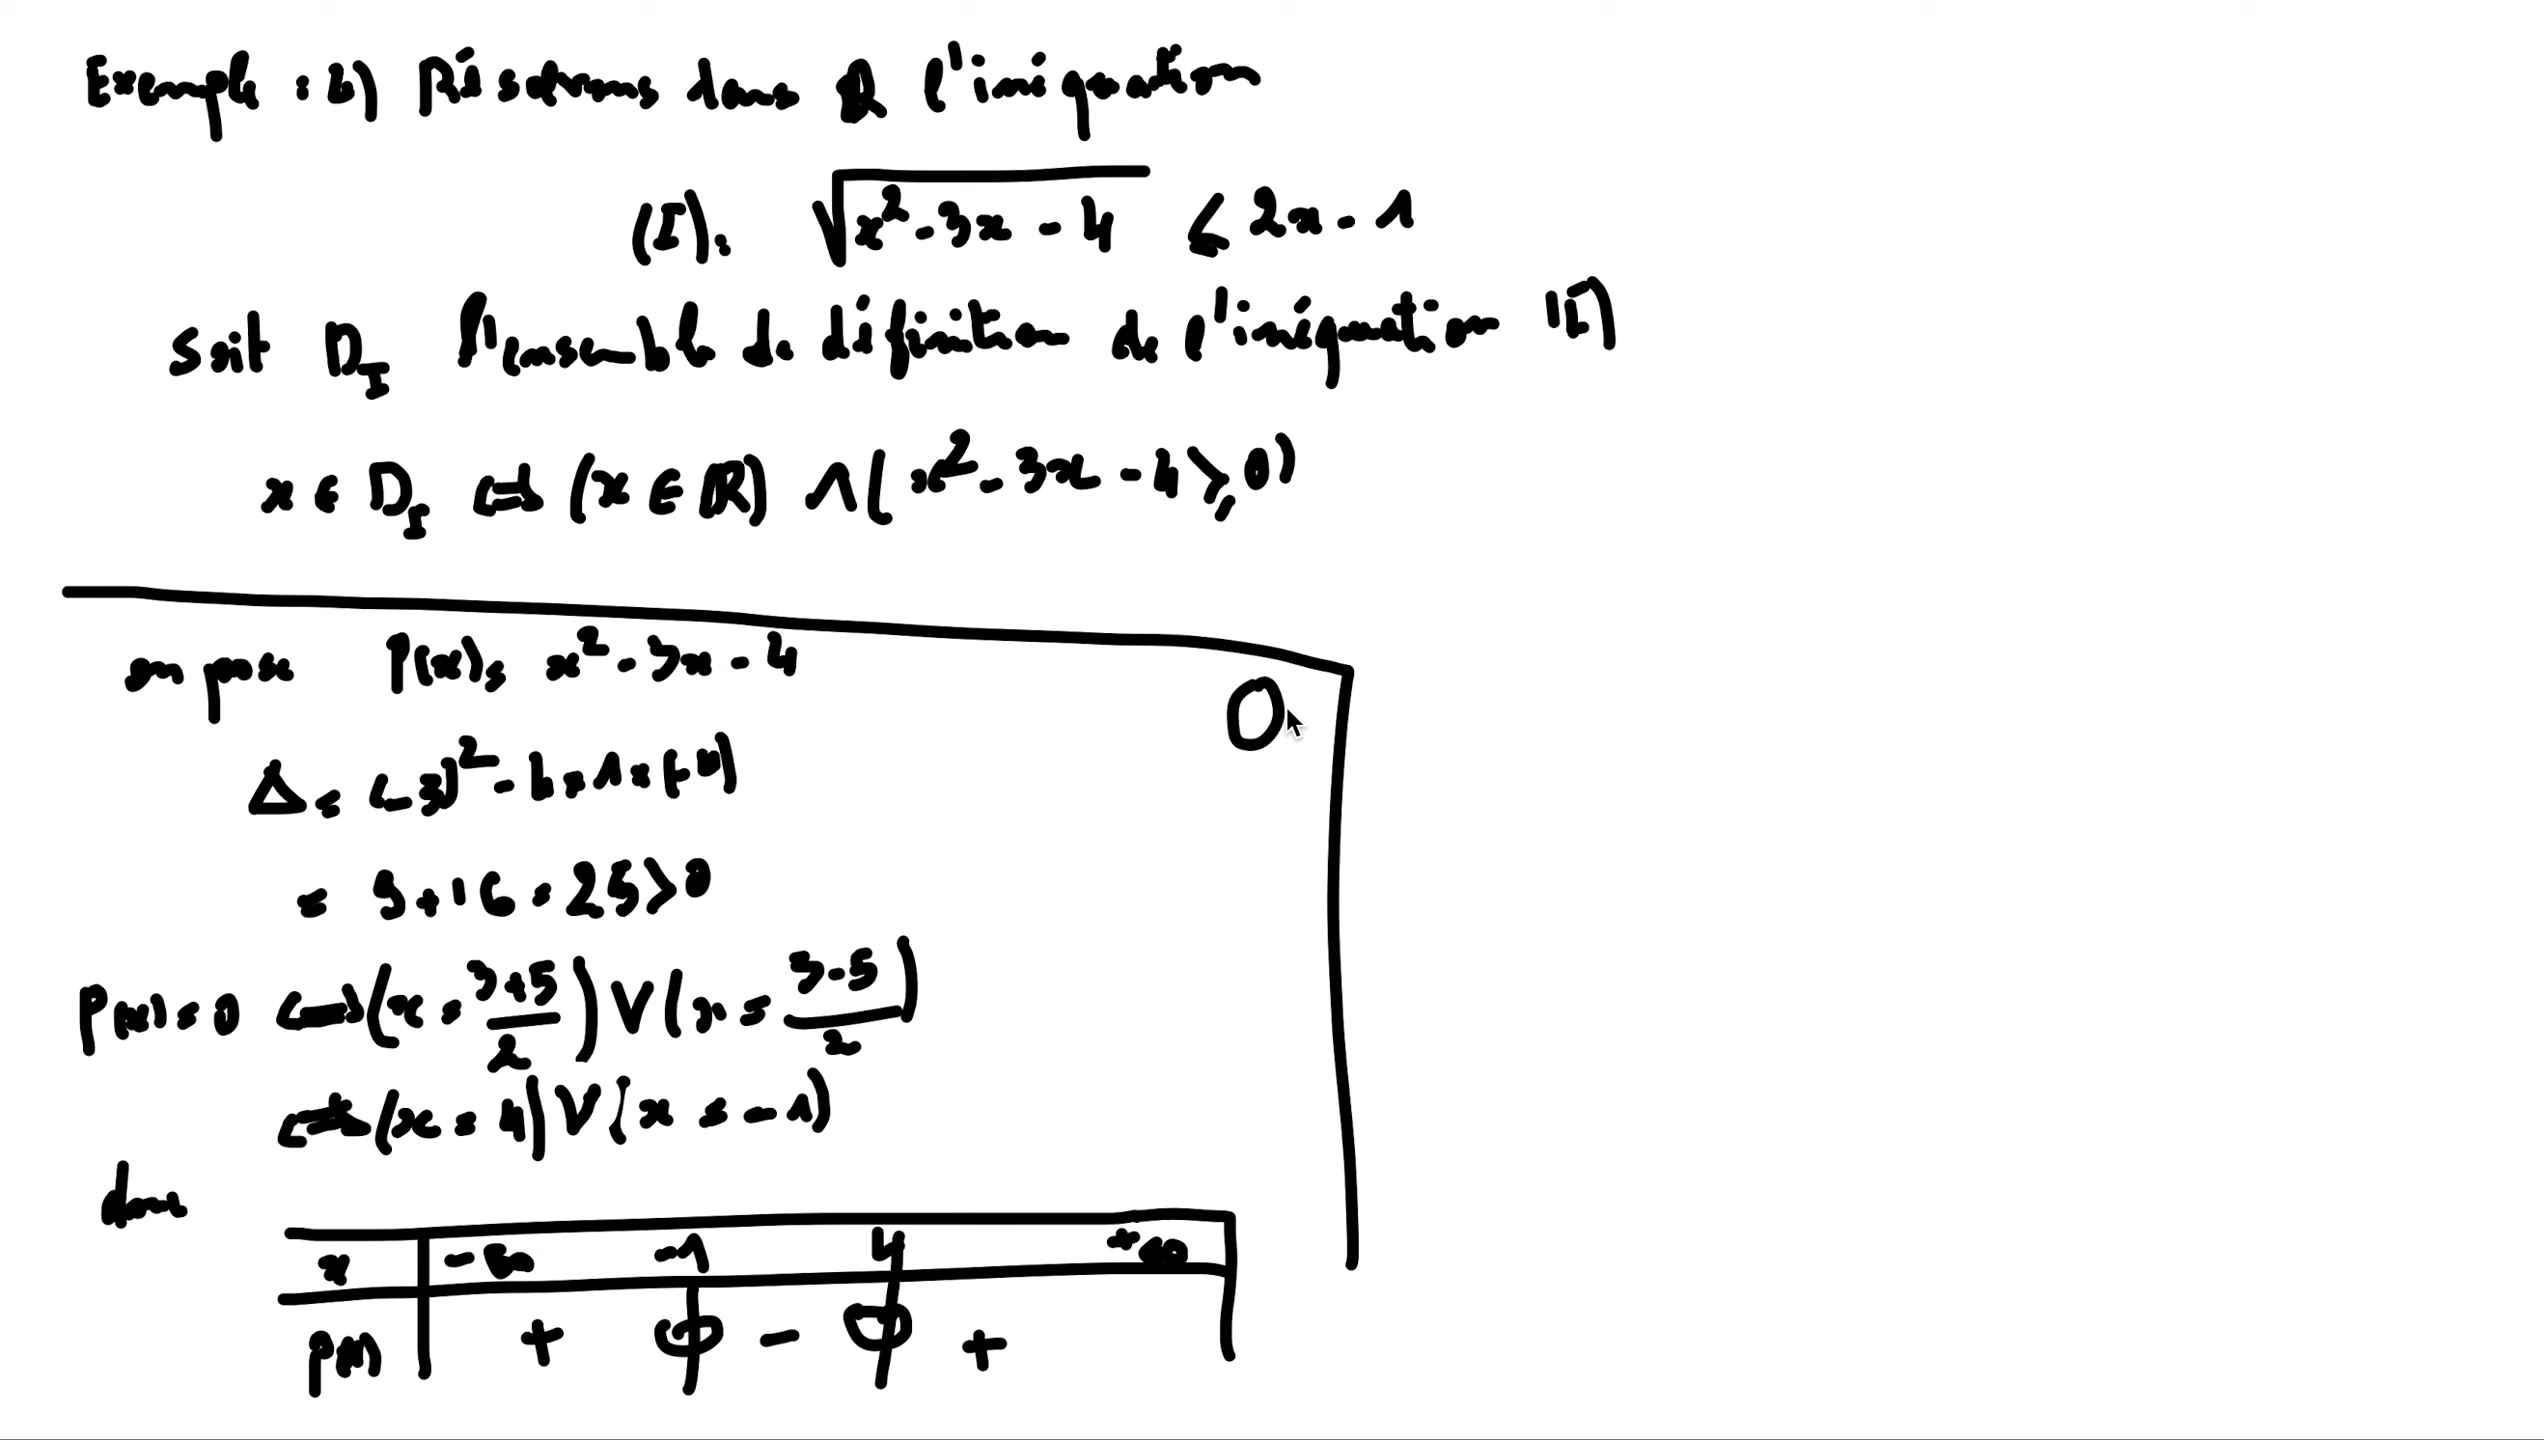 Exemple : b) Résolvons dans ℝ l'inéquation
(I): √(x² - 3x - 4) ≤ 2x - 1
Soit D_I l'ensemble de définition de l'inéquation (I)
x ∈ D_I ⇔ (x ∈ ℝ) ∧ (x² - 3x - 4 ≥ 0)
on pose P(x) = x² - 3x - 4
O
Δ = (-3)² - 4×1×(-4)
= 9 + 16 = 25 > 0
P(x) = 0 ⇔ (x = (3+5)/2) ∨ (x = (3-5)/2)
⇔ (x = 4) ∨ (x = -1)
donc
x -∞ -1 4 +∞
P(x) + 0 - 0 +